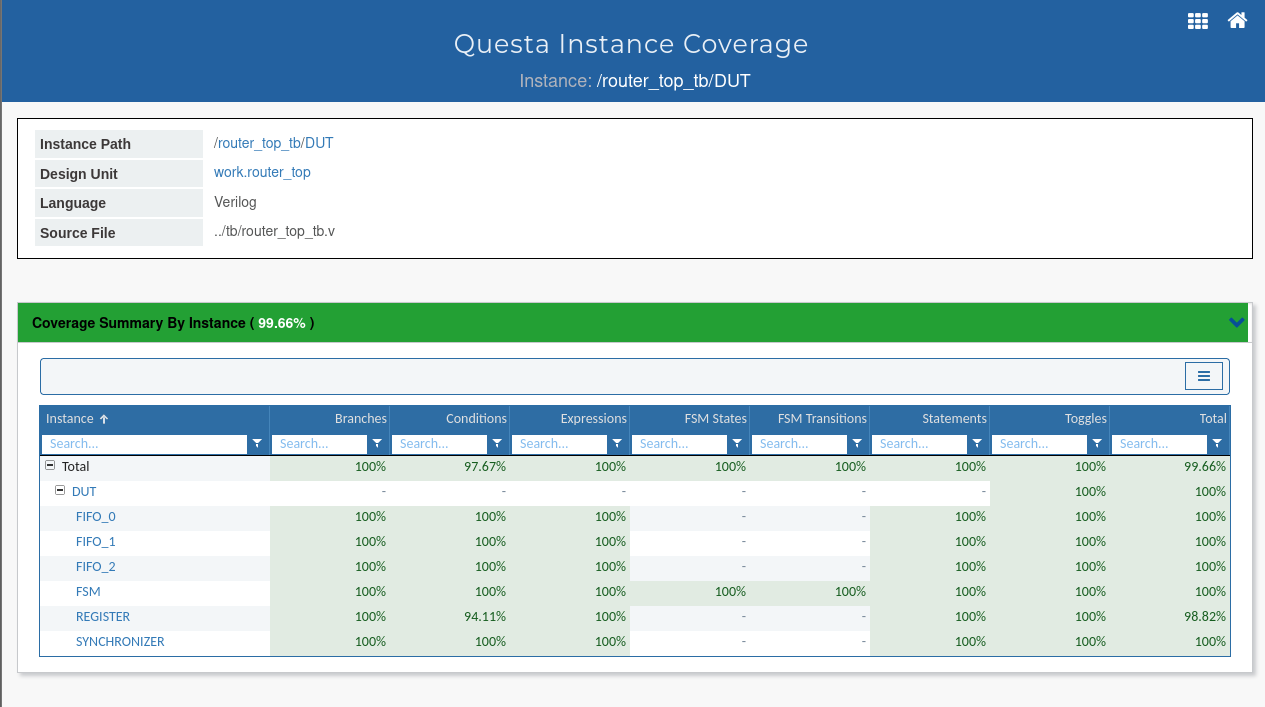 Questa Instance Coverage
Instance: /router_top_tb/DUT
Instance Path /router_top_tb/DUT
Design Unit work.router_top
Language Verilog
Source File ../tb/router_top_tb.v
Coverage Summary By Instance ( 99.66% )
Instance Branches Conditions Expressions FSM States FSM Transitions Statements Toggles Total
Search... Search... Search... Search... Search... Search... Search... Search... Search...
Total 100% 97.67% 100% 100% 100% 100% 100% 99.66%
DUT - - - - - - 100% 100%
FIFO_0 100% 100% 100% - - 100% 100% 100%
FIFO_1 100% 100% 100% - - 100% 100% 100%
FIFO_2 100% 100% 100% - - 100% 100% 100%
FSM 100% 100% 100% 100% 100% 100% 100% 100%
REGISTER 100% 94.11% 100% - - 100% 100% 98.82%
SYNCHRONIZER 100% 100% 100% - - 100% 100% 100%